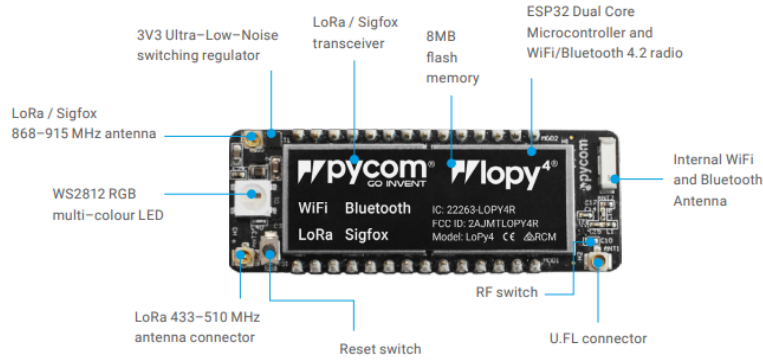 3V3 Ultra–Low–Noise
switching regulator
LoRa / Sigfox
transceiver
8MB
flash
memory
ESP32 Dual Core
Microcontroller and
WiFi/Bluetooth 4.2 radio
LoRa / Sigfox
868–915 MHz antenna
WS2812 RGB
multi–colour LED
LoRa 433–510 MHz
antenna connector
Reset switch
pycom®
GO INVENT
WiFi Bluetooth
LoRa Sigfox
lopy4®
IC: 22263-LOPY4R
FCC ID: 2AJMTLOPY4R
Model: LoPy4 CE RCM
pycom
Internal WiFi
and Bluetooth
Antenna
RF switch
U.FL connector